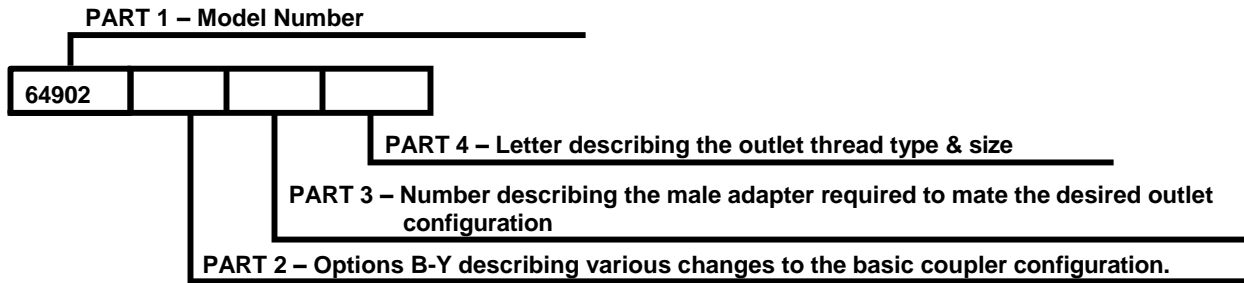 PART 1 – Model Number
64902
PART 4 – Letter describing the outlet thread type & size
PART 3 – Number describing the male adapter required to mate the desired outlet
configuration
PART 2 – Options B-Y describing various changes to the basic coupler configuration.